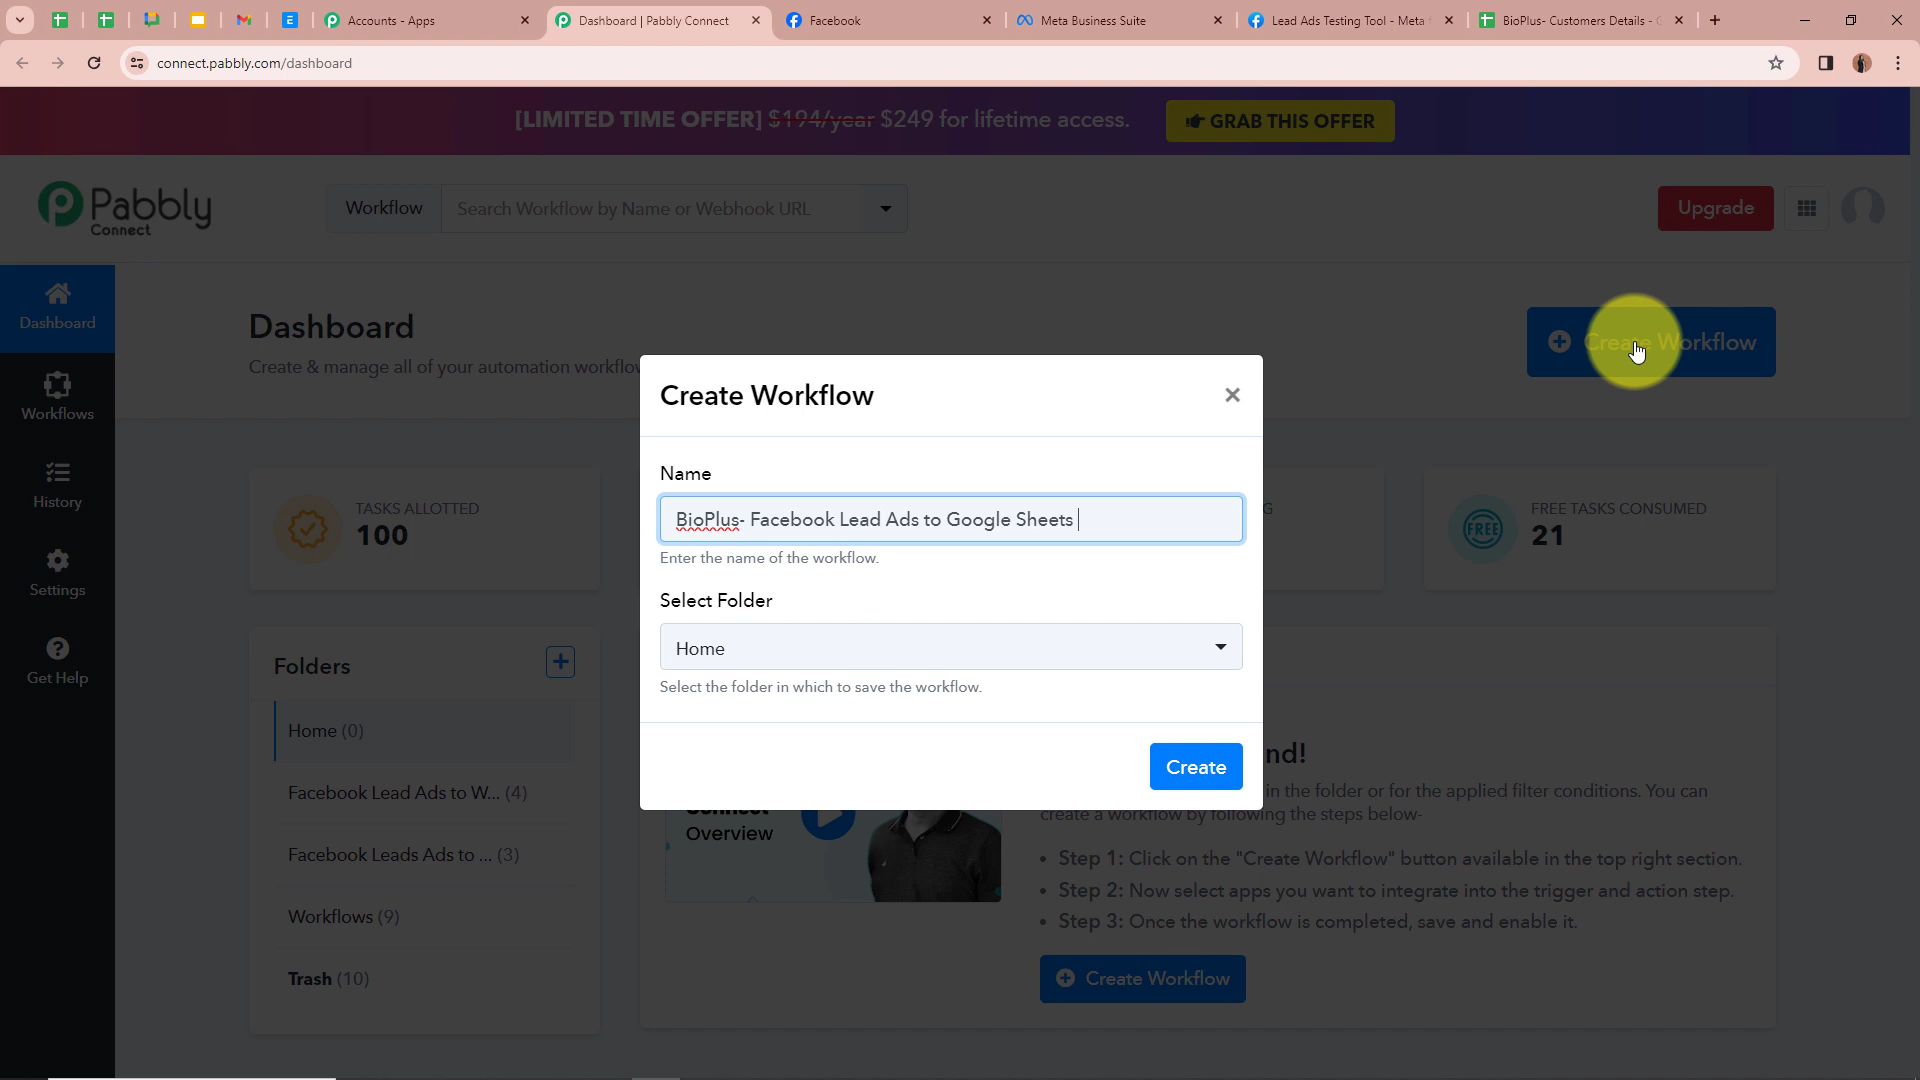 Accounts - Apps
Dashboard | Pabbly Connect
Facebook
Meta Business Suite
Lead Ads Testing Tool - Meta
BioPlus- Customers Details -
connect.pabbly.com/dashboard
[LIMITED TIME OFFER] $194/year $249 for lifetime access.
GRAB THIS OFFER
Pabbly
Connect
Workflow
Search Workflow by Name or Webhook URL
Upgrade
Dashboard
Workflows
History
Settings
Get Help
Dashboard
Create & manage all of your automation workflo
Create Workflow
TASKS ALLOTTED
100
G
FREE
FREE TASKS CONSUMED
21
Folders
Home (0)
Facebook Lead Ads to W... (4)
Facebook Leads Ads to ... (3)
Workflows (9)
Trash (10)
Create Workflow
Name
BioPlus- Facebook Lead Ads to Google Sheets
Enter the name of the workflow.
Select Folder
Home
Select the folder in which to save the workflow.
Create
Connect
Overview
nd!
in the folder or for the applied filter conditions. You can
create a workflow by following the steps below-
• Step 1: Click on the "Create Workflow" button available in the top right section.
• Step 2: Now select apps you want to integrate into the trigger and action step.
• Step 3: Once the workflow is completed, save and enable it.
Create Workflow